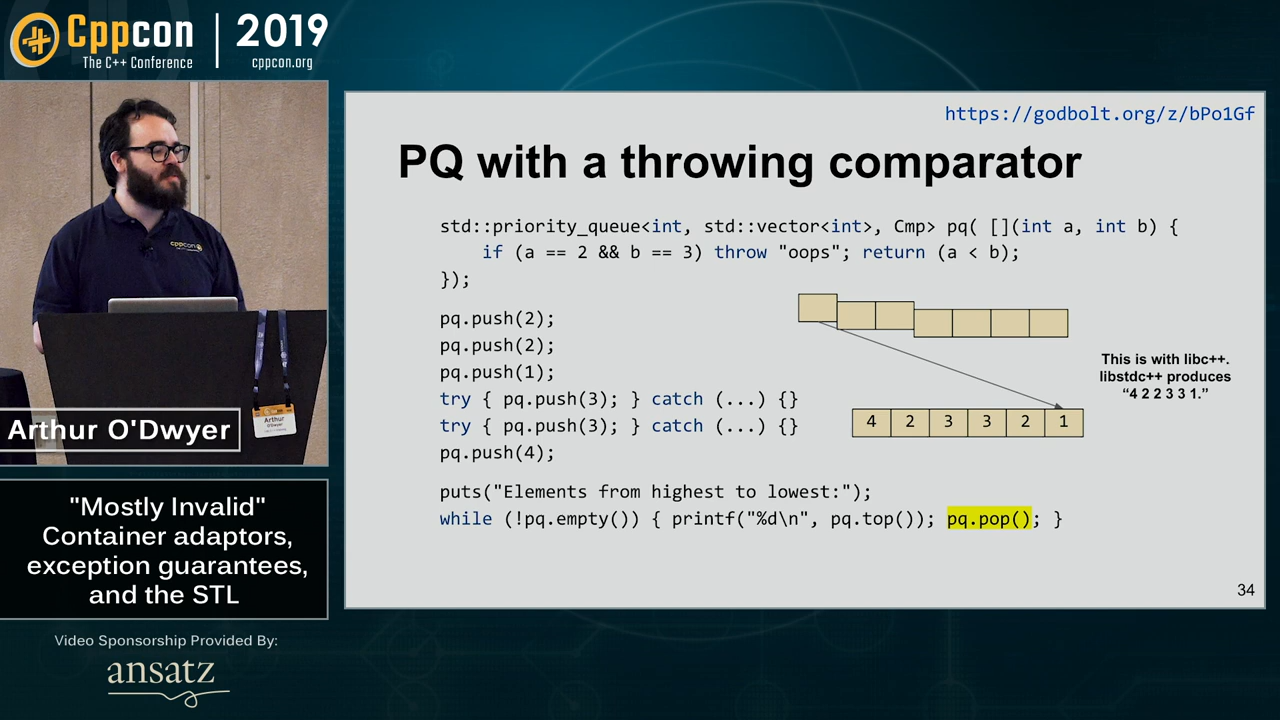 Cppcon
The C++ Conference
2019
cppcon.org
cppcon
Arthur
O'Dwyer
Arthur O'Dwyer
"Mostly Invalid"
Container adaptors,
exception guarantees,
and the STL
Video Sponsorship Provided By:
ansatz
https://godbolt.org/z/bPo1Gf
PQ with a throwing comparator
std::priority_queue<int, std::vector<int>, Cmp> pq( [](int a, int b) {
if (a == 2 && b == 3) throw "oops"; return (a < b);
});
pq.push(2);
pq.push(2);
pq.push(1);
try { pq.push(3); } catch (...) {}
try { pq.push(3); } catch (...) {}
pq.push(4);
This is with libc++.
libstdc++ produces
“4 2 2 3 3 1.”
4 2 3 3 2 1
puts("Elements from highest to lowest:");
while (!pq.empty()) { printf("%d\n", pq.top()); pq.pop(); }
34